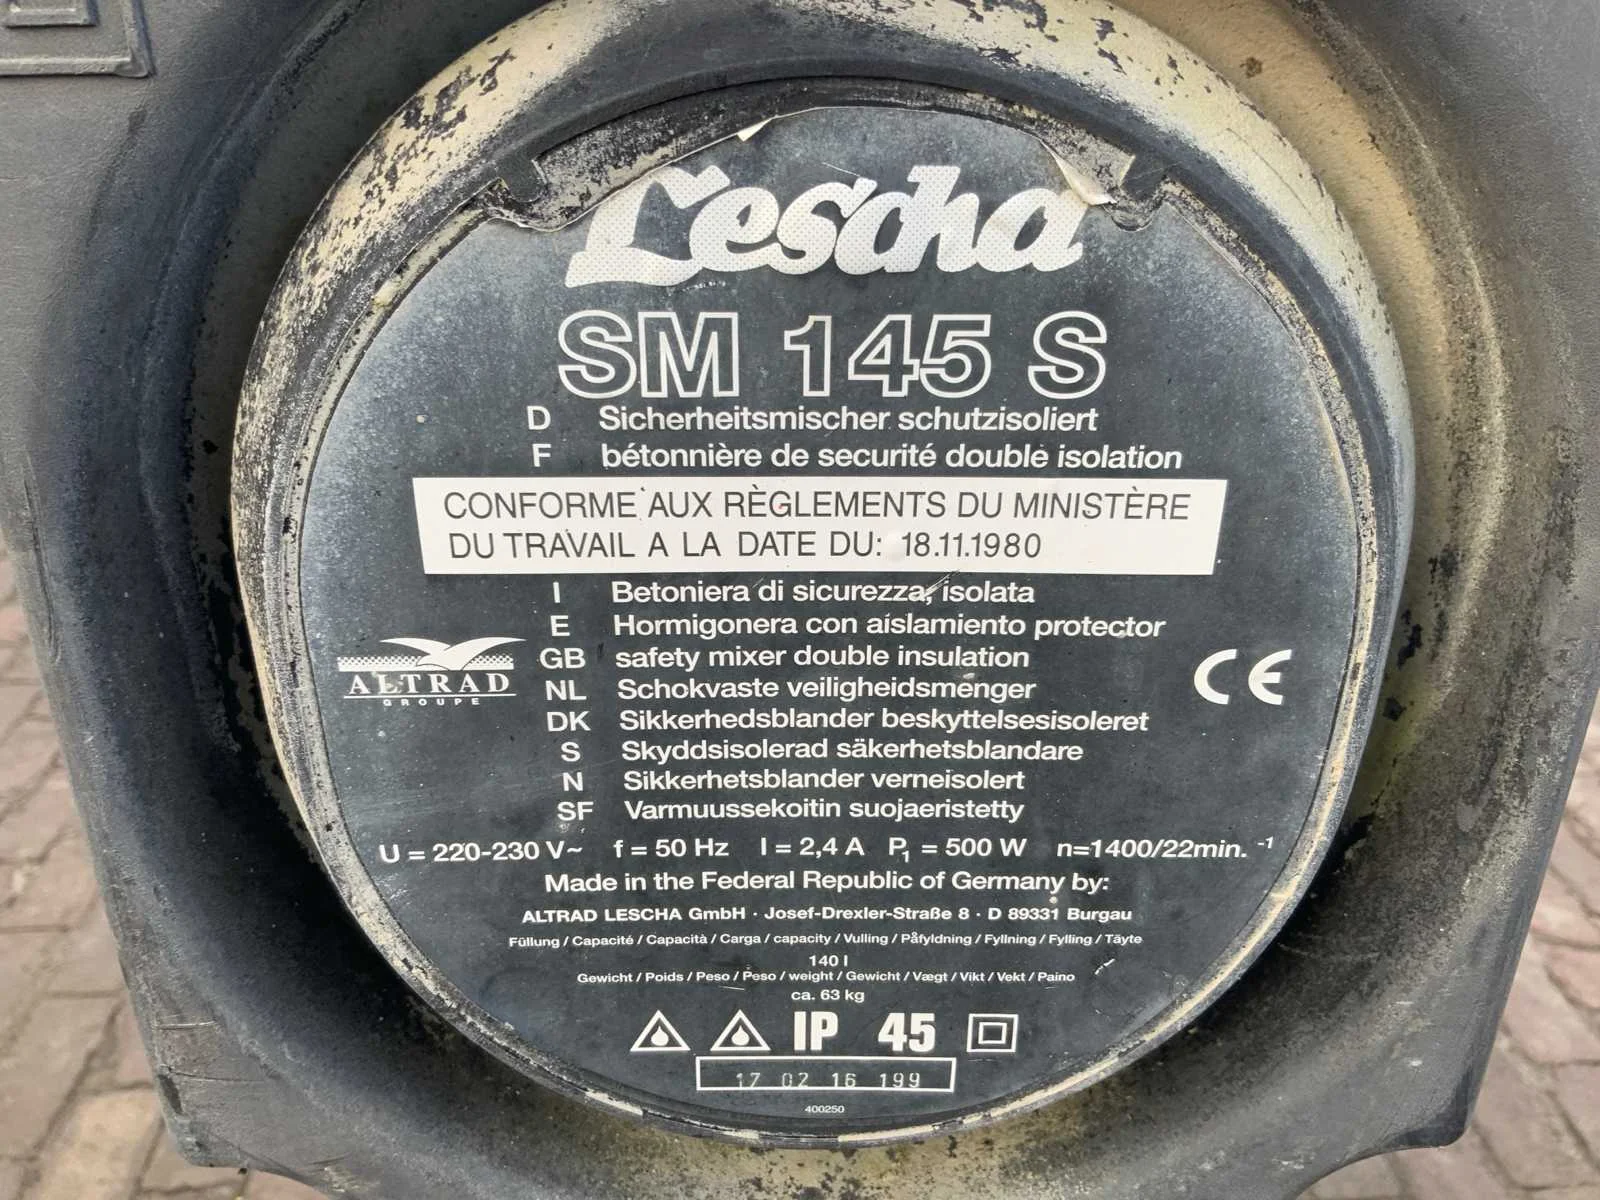 Lescha
SM 145 S
D Sicherheitsmischer schutzisoliert
F bétonnière de securité double isolation
CONFORME AUX RÈGLEMENTS DU MINISTÈRE
DU TRAVAIL A LA DATE DU: 18.11.1980
I Betoniera di sicurezza, isolata
E Hormigonera con aíslamiento protector
GB safety mixer double insulation
NL Schokvaste veiligheidsmenger
DK Sikkerhedsblander beskyttelsesisoleret
S Skyddsisolerad säkerhetsblandare
N Sikkerhetsblander verneisolert
SF Varmuussekoitin suojaeristetty
ALTRAD
GROUPE
CE
U = 220-230 V~ f = 50 Hz I = 2,4 A P₁ = 500 W n=1400/22min. ⁻¹
Made in the Federal Republic of Germany by:
ALTRAD LESCHA GmbH · Josef-Drexler-Straße 8 · D 89331 Burgau
Füllung / Capacité / Capacità / Carga / capacity / Vulling / Påfyldning / Fyllning / Fylling / Täyte
140 l
Gewicht / Poids / Peso / Peso / weight / Gewicht / Vægt / Vikt / Vekt / Paino
ca. 63 kg
IP 45
17 02 16 199
400250